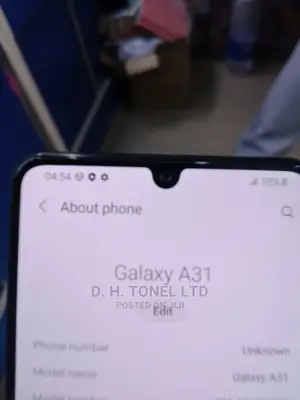 04:54
About phone
Galaxy A31
D. H. TONEL LTD
POSTED ON JIJI
Edit
Phone number Unknown
Model name Galaxy A31